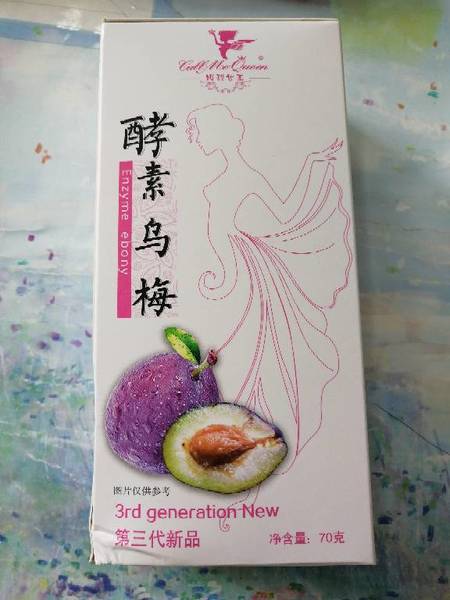 Call Me Queen
®
酵素乌梅
Enzyme ebony
图片仅供参考
3rd generation New
第三代新品
净含量：70克